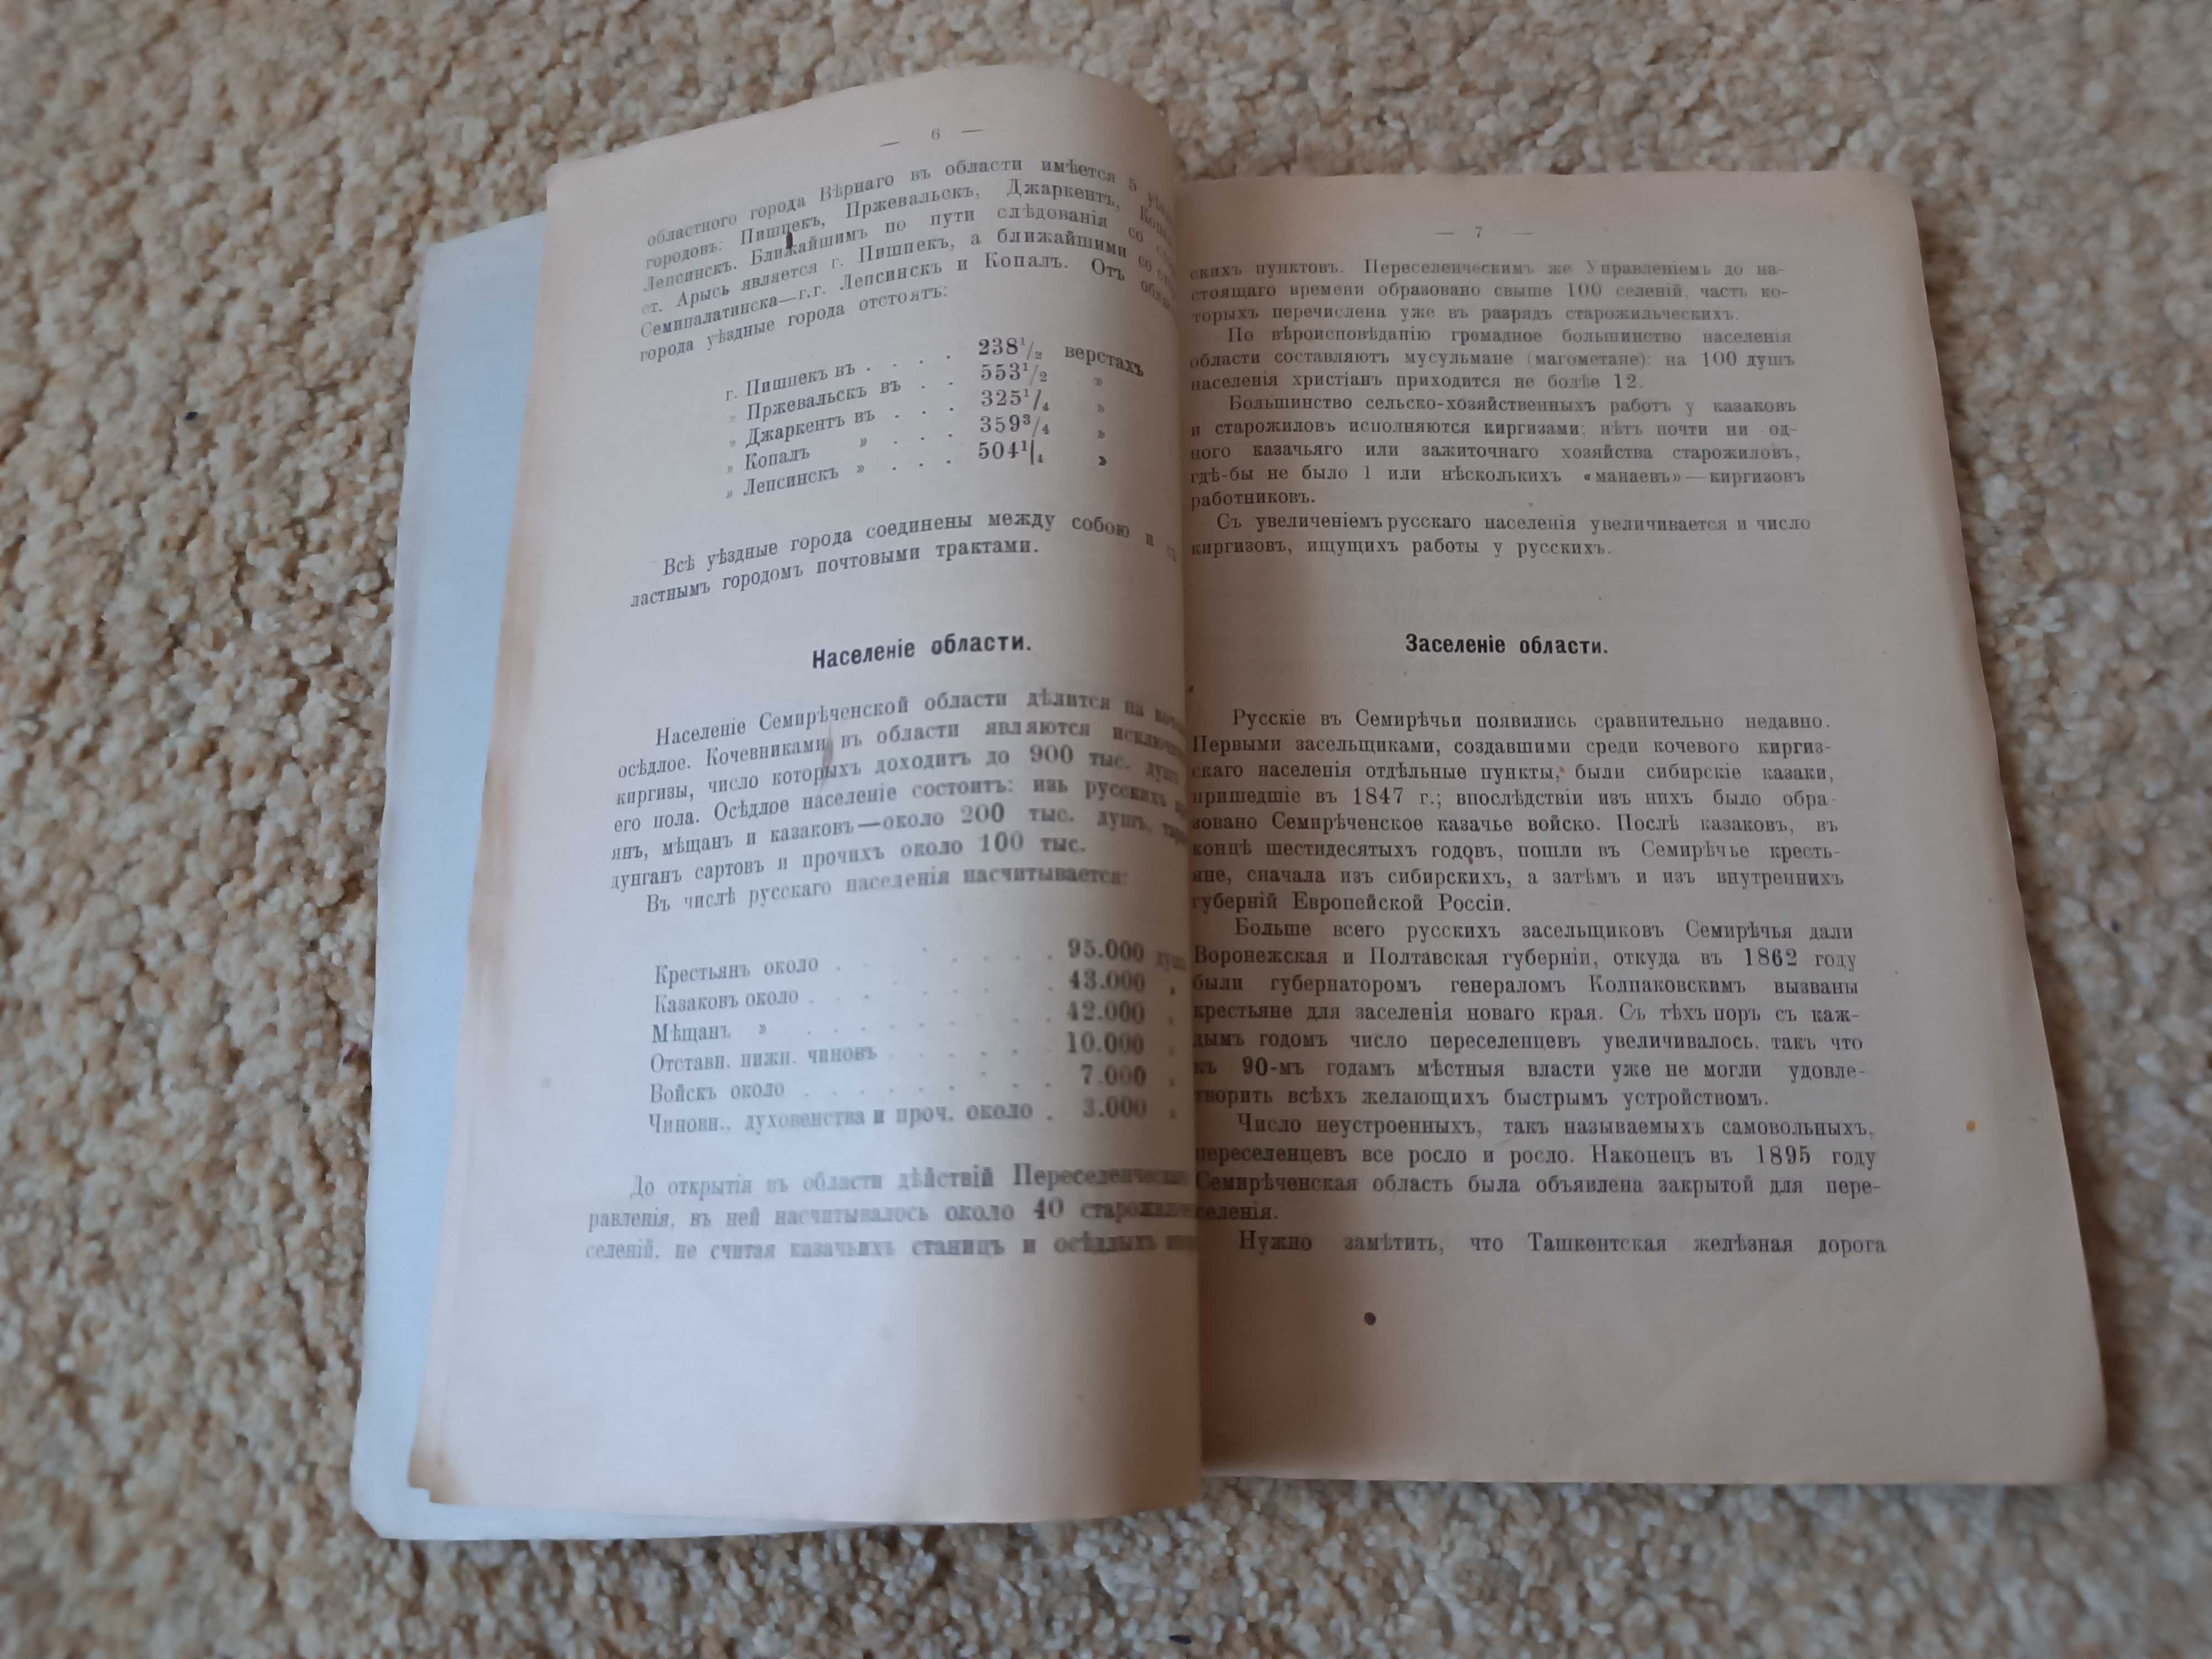 — 6 —
областного города Вѣрнаго въ области имѣется 5
городовъ: Пишпекъ, Пржевальскъ, Джаркентъ,
Лепсинскъ. Ближайшимъ по пути слѣдованія со
ст. Арысь является г. Пишпекъ, а ближайшими со
Семипалатинска—г.г. Лепсинскъ и Копалъ. Отъ
города уѣздные города отстоятъ:
г. Пишпекъ въ . . . . 238¹/₂ верстахъ
» Пржевальскъ въ . . 553¹/₂ »
» Джаркентъ въ . . . 325¹/₄ »
» Копалъ » . . . 359³/₄ »
» Лепсинскъ » . . . 504¹/₄ »
Всѣ уѣздные города соединены между собою и
ластнымъ городомъ почтовыми трактами.
Населеніе области.
Населеніе Семирѣченской области дѣлится на
осѣдлое. Кочевниками въ области являются
киргизы, число которыхъ доходитъ до 900 тыс. душ
его пола. Осѣдлое населеніе состоитъ: изъ русскихъ
янъ, мѣщанъ и казаковъ—около 200 тыс. душъ,
дунганъ сартовъ и прочихъ около 100 тыс.
Въ числѣ русскаго населенія насчитывается:
Крестьянъ около . . . . . 95.000
Казаковъ около . . . . . . 43.000 »
Мѣщанъ » . . . . . . . 42.000 »
Отставн. нижн. чиновъ . . . . . 10.000 »
Войскъ около . . . . . . . . 7.000 »
Чиновн., духовенства и проч. около . 3.000 »
До открытія въ области дѣйствій
равленія, въ ней насчитывалось около 40
селеній, не считая казачьихъ станицъ и осѣдлыхъ
— 7 —
скихъ пунктовъ. Переселенческимъ же Управленіемъ до на-
стоящаго времени образовано свыше 100 селеній, часть ко-
торыхъ перечислена уже въ разрядъ старожильческихъ.
По вѣроисповѣданію громадное большинство населенія
области составляютъ мусульмане (магометане): на 100 душъ
населенія христіанъ приходится не болѣе 12.
Большинство сельско-хозяйственныхъ работъ у казаковъ
и старожиловъ исполняются киргизами; нѣтъ почти ни од-
ного казачьяго или зажиточнаго хозяйства старожиловъ,
гдѣ-бы не было 1 или нѣсколькихъ «манаевъ»—киргизовъ
работниковъ.
Съ увеличеніемъ русскаго населенія увеличивается и число
киргизовъ, ищущихъ работы у русскихъ.
Заселеніе области.
Русскіе въ Семирѣчьи появились сравнительно недавно.
Первыми засельщиками, создавшими среди кочевого киргиз-
скаго населенія отдѣльные пункты, были сибирскіе казаки,
пришедшіе въ 1847 г.; впослѣдствіи изъ нихъ было обра-
зовано Семирѣченское казачье войско. Послѣ казаковъ, въ
концѣ шестидесятыхъ годовъ, пошли въ Семирѣчье кресть-
яне, сначала изъ сибирскихъ, а затѣмъ и изъ внутреннихъ
губерній Европейской Россіи.
Больше всего русскихъ засельщиковъ Семирѣчья дали
Воронежская и Полтавская губерніи, откуда въ 1862 году
были губернаторомъ генераломъ Колпаковскимъ вызваны
крестьяне для заселенія новаго края. Съ тѣхъ поръ съ каж-
дымъ годомъ число переселенцевъ увеличивалось, такъ что
къ 90-мъ годамъ мѣстныя власти уже не могли удовле-
творить всѣхъ желающихъ быстрымъ устройствомъ.
Число неустроенныхъ, такъ называемыхъ самовольныхъ,
переселенцевъ все росло и росло. Наконецъ въ 1895 году
Семирѣченская область была объявлена закрытой для пере-
селенія.
Нужно замѣтить, что Ташкентская желѣзная дорога